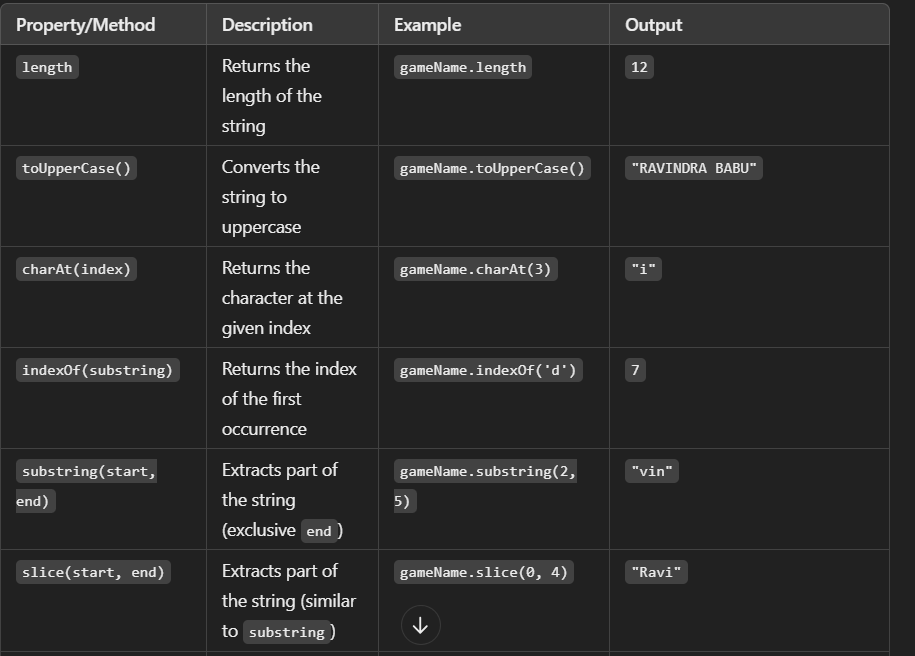 Property/Method Description Example Output
length Returns the gameName.length 12
length of the
string
toUpperCase() Converts the gameName.toUpperCase() "RAVINDRA BABU"
string to
uppercase
charAt(index) Returns the gameName.charAt(3) "i"
character at the
given index
indexOf(substring) Returns the index gameName.indexOf('d') 7
of the first
occurrence
substring(start, Extracts part of gameName.substring(2, "vin"
end) the string 5)
(exclusive end )
slice(start, end) Extracts part of gameName.slice(0, 4) "Ravi"
the string (similar
to substring )